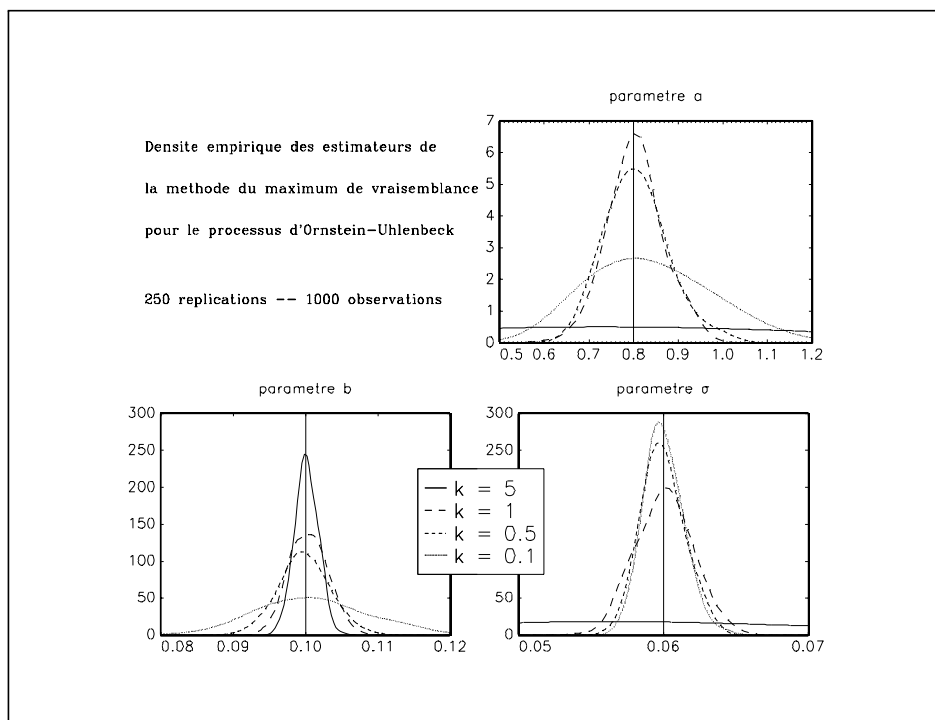 Densite empirique des estimateurs de
la methode du maximum de vraisemblance
pour le processus d'Ornstein-Uhlenbeck
250 replications -- 1000 observations
parametre a
7
6
5
4
3
2
1
0
0.5 0.6 0.7 0.8 0.9 1.0 1.1 1.2
parametre b
300
250
200
150
100
50
0
0.08 0.09 0.10 0.11 0.12
parametre σ
300
250
200
150
100
50
0
0.05 0.06 0.07
k = 5
k = 1
k = 0.5
k = 0.1